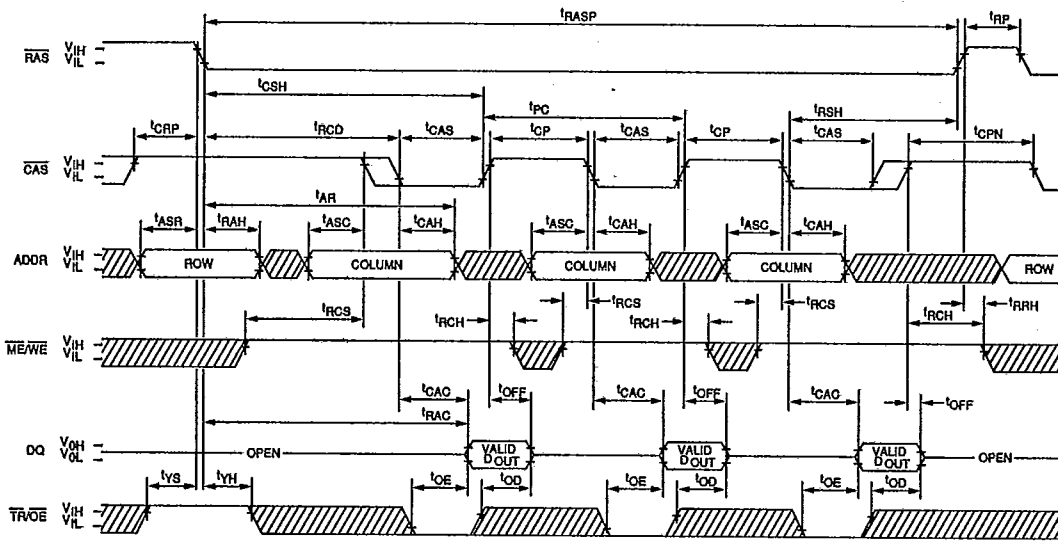 tRASP tRP
RAS VIH
VIL
tCSH tPC tRSH
tCRP tRCD tCAS tCP tCAS tCP tCAS tCPN
CAS VIH
VIL
tAR
tASR tRAH tASC tCAH tASC tCAH tASC tCAH
ADDR VIH
VIL
ROW COLUMN COLUMN COLUMN ROW
tRCS tRCH tRCS tRCH tRCS tRCH tRRH
ME/WE VIH
VIL
tCAC tOFF tCAC tOFF tCAC tOFF
tRAC
DQ VOH
VOL
OPEN VALID DOUT VALID DOUT VALID DOUT OPEN
tYS tYH tOE tOD tOE tOD tOE tOD
TR/OE VIH
VIL